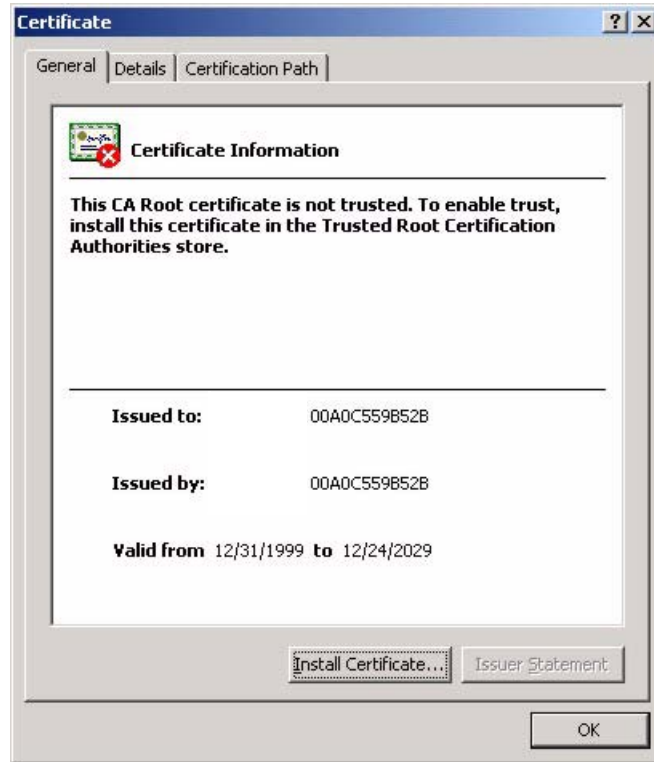 Certificate
General
Details
Certification Path
Certificate Information
This CA Root certificate is not trusted. To enable trust,
install this certificate in the Trusted Root Certification
Authorities store.
Issued to: 00A0C559B52B
Issued by: 00A0C559B52B
Valid from 12/31/1999 to 12/24/2029
Install Certificate...
Issuer Statement
OK